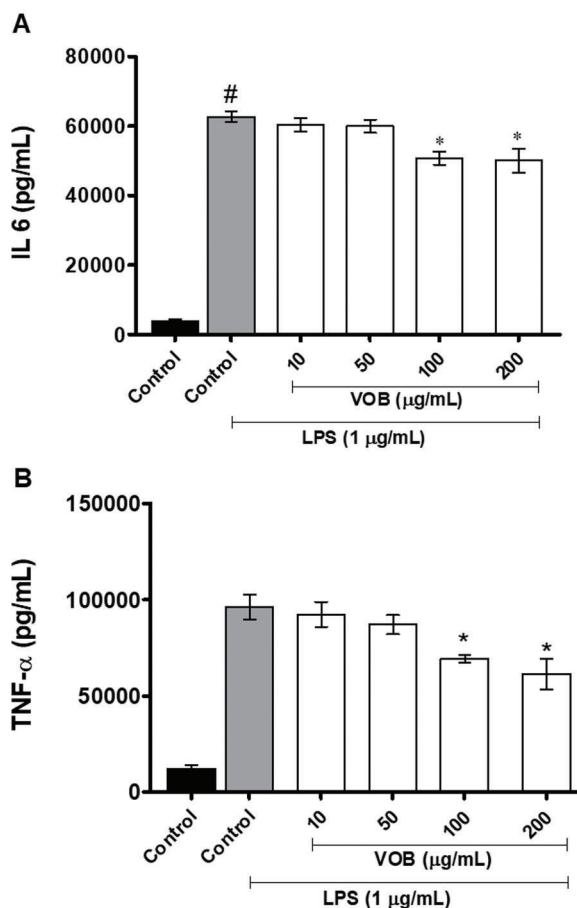 A
IL 6 (pg/mL)
80000
60000
40000
20000
0
#
*
*
Control
Control
10
50
100
200
VOB (μg/mL)
LPS (1 μg/mL)
B
TNF-α (pg/mL)
150000
100000
50000
0
*
*
Control
Control
10
50
100
200
VOB (μg/mL)
LPS (1 μg/mL)